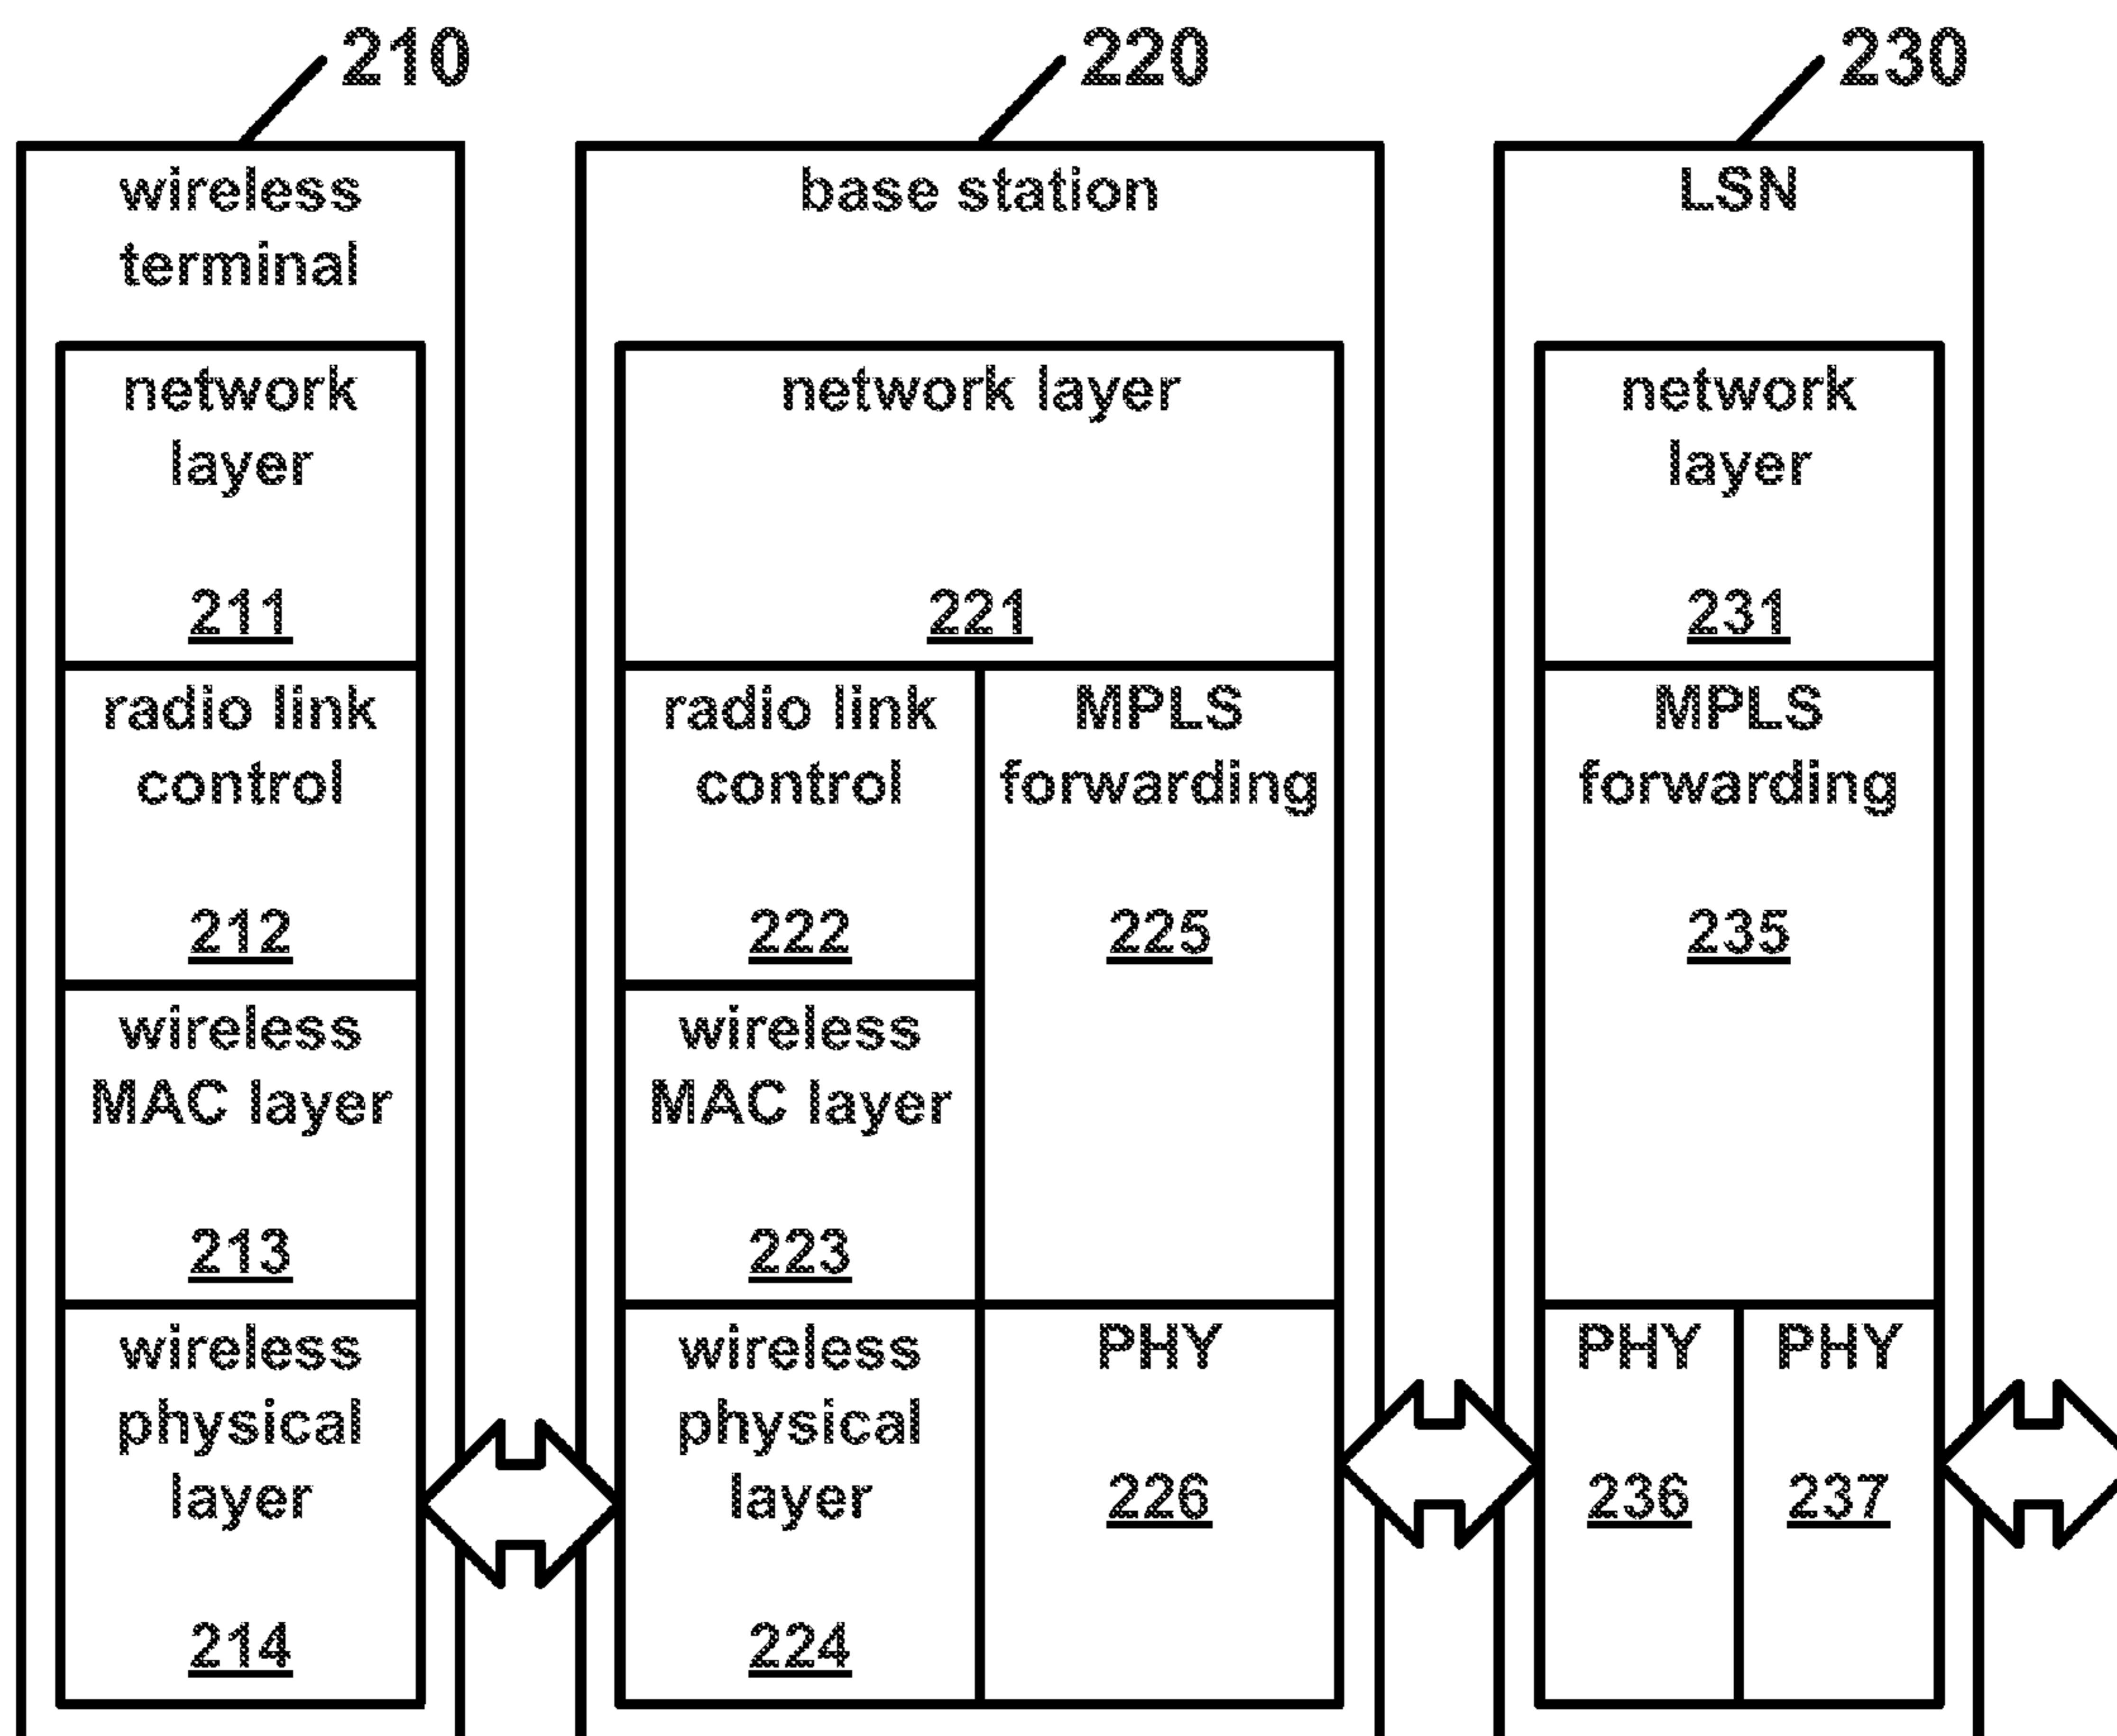 210
220
230
wireless
terminal
network
layer
211
radio link
control
212
wireless
MAC layer
213
wireless
physical
layer
214
base station
network layer
221
radio link
control
222
wireless
MAC layer
223
wireless
physical
layer
224
MPLS
forwarding
225
PHY
226
LSN
network
layer
231
MPLS
forwarding
235
PHY
236
PHY
237